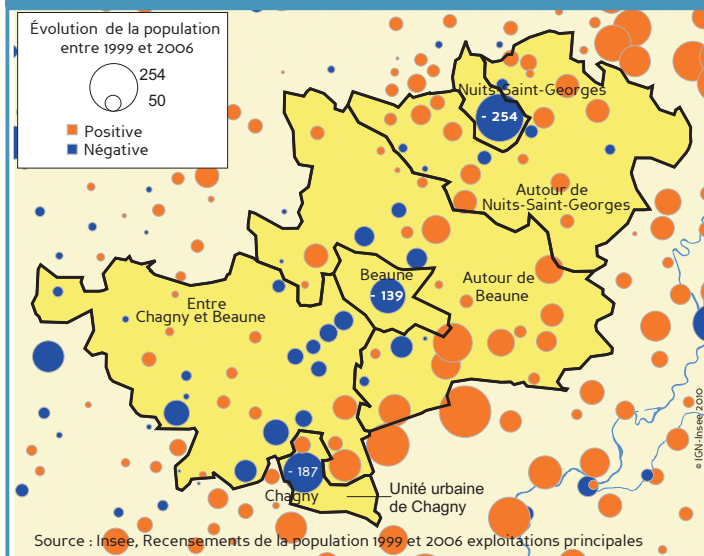 Évolution de la population
entre 1999 et 2006
254
50
Positive
Négative
Nuits-Saint-Georges
- 254
Autour de
Nuits-Saint-Georges
Beaune
- 139
Autour de
Beaune
Entre
Chagny et Beaune
- 187
Chagny
Unité urbaine
de Chagny
© IGN-Insee 2010
Source : Insee, Recensements de la population 1999 et 2006 exploitations principales